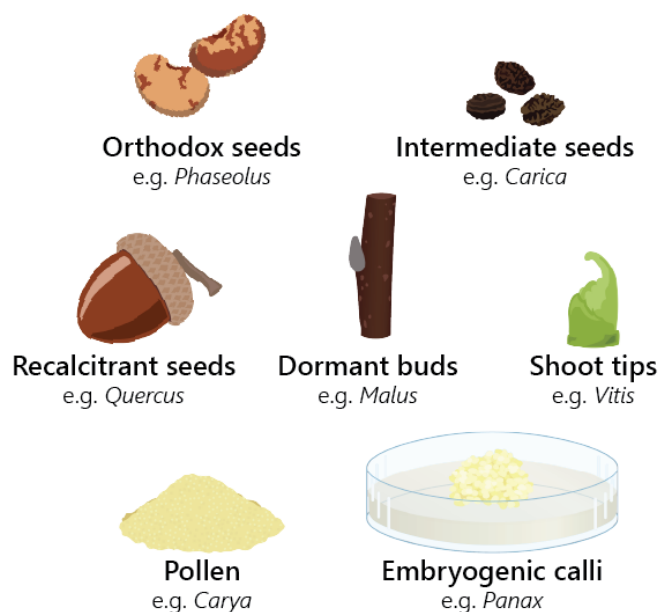 Orthodox seeds
e.g. Phaseolus
Intermediate seeds
e.g. Carica
Recalcitrant seeds
e.g. Quercus
Dormant buds
e.g. Malus
Shoot tips
e.g. Vitis
Pollen
e.g. Carya
Embryogenic calli
e.g. Panax